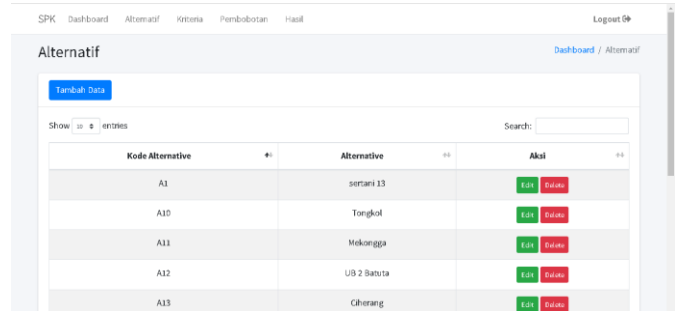 SPK Dashboard Alternatif Kriteria Pembobotan Hasil Logout
Alternatif Dashboard / Alternatif
Tambah Data
Show 10 entries Search:
Kode Alternative Alternative Aksi
A1 sertani 13 Edit Delete
A10 Tongkol Edit Delete
A11 Mekongga Edit Delete
A12 UB 2 Batuta Edit Delete
A13 Ciherang Edit Delete